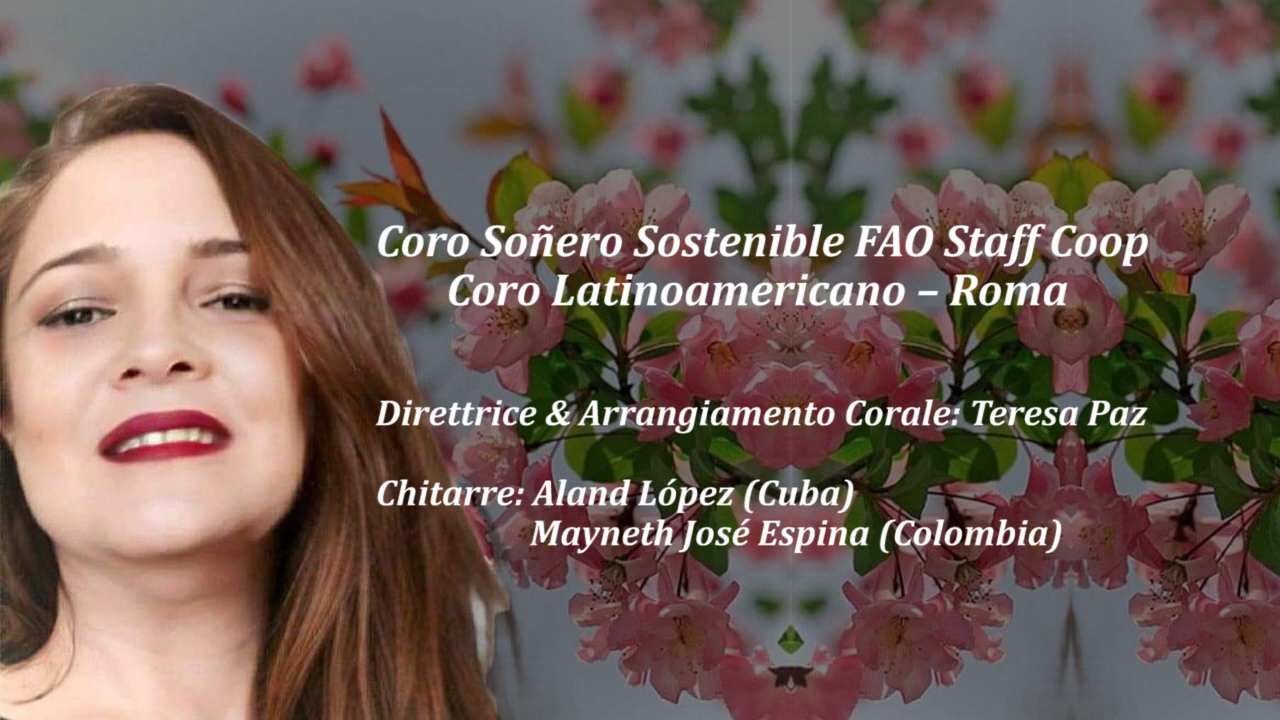 Coro Soñero Sostenible FAO Staff Coop
Coro Latinoamericano – Roma
Direttrice & Arrangiamento Corale: Teresa Paz
Chitarre: Aland López (Cuba)
Mayneth José Espina (Colombia)